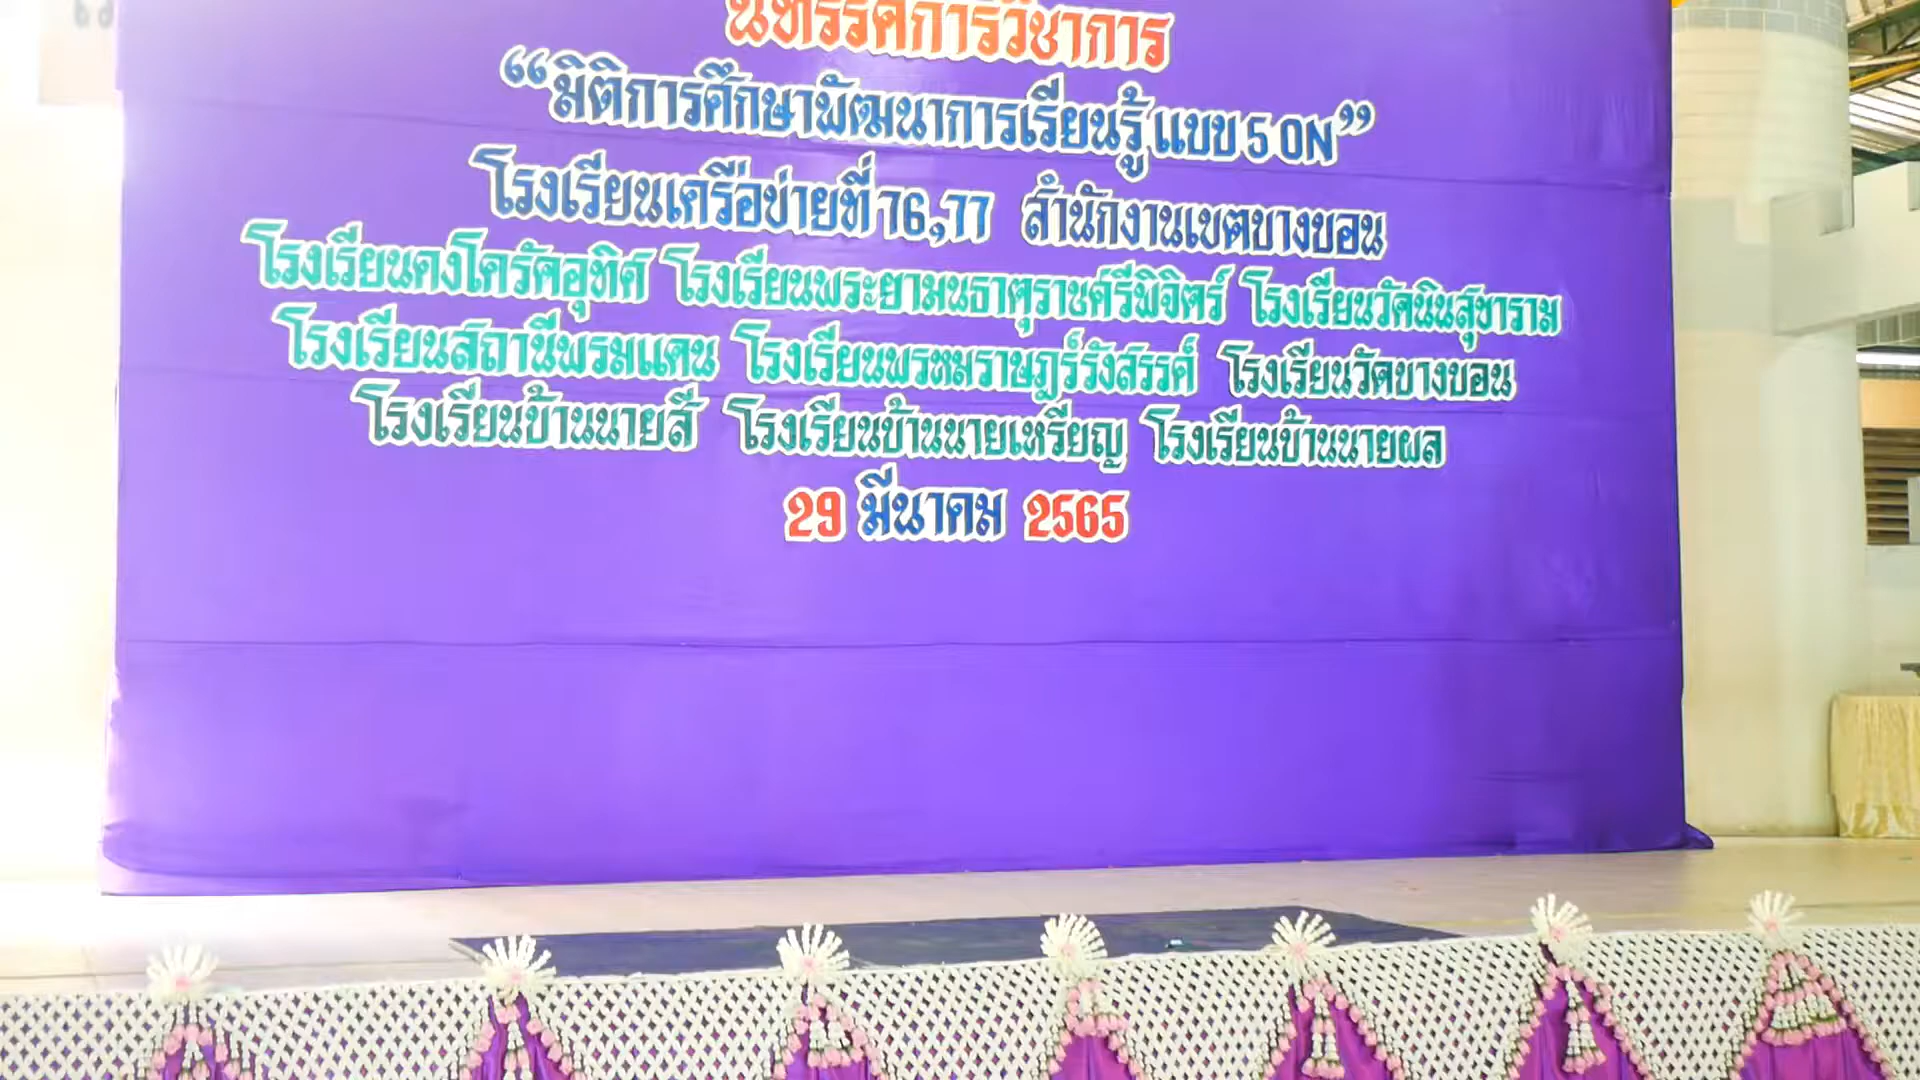 นิทรรศการวิชาการ
“มิติการศึกษาพัฒนาการเรียนรู้ แบบ 5 ON”
โรงเรียนเครือข่ายที่ 76,77 สำนักงานเขตบางบอน
โรงเรียนคงโครัดอุทิศ โรงเรียนพระยามนธาตุราชศรีพิจิตร์ โรงเรียนวัดนินสุขาราม
โรงเรียนสถานีพรมแดน โรงเรียนพรหมราษฎร์รังสรรค์ โรงเรียนวัดบางบอน
โรงเรียนบ้านนายสี โรงเรียนบ้านนายเหรียญ โรงเรียนบ้านนายผล
29 มีนาคม 2565